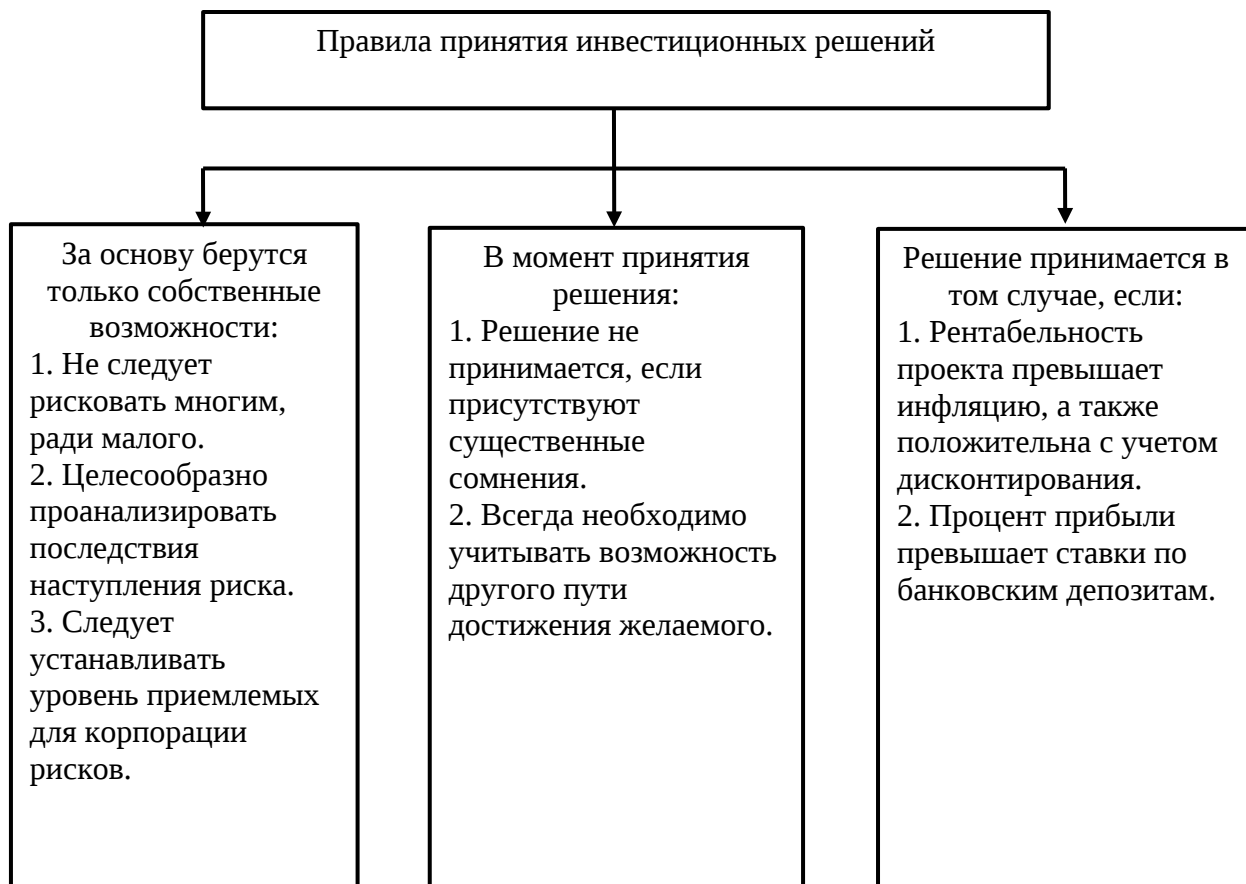 Правила принятия инвестиционных решений
За основу берутся
только собственные
возможности:
1. Не следует
рисковать многим,
ради малого.
2. Целесообразно
проанализировать
последствия
наступления риска.
3. Следует
устанавливать
уровень приемлемых
для корпорации
рисков.
В момент принятия
решения:
1. Решение не
принимается, если
присутствуют
существенные
сомнения.
2. Всегда необходимо
учитывать возможность
другого пути
достижения желаемого.
Решение принимается в
том случае, если:
1. Рентабельность
проекта превышает
инфляцию, а также
положительна с учетом
дисконтирования.
2. Процент прибыли
превышает ставки по
банковским депозитам.